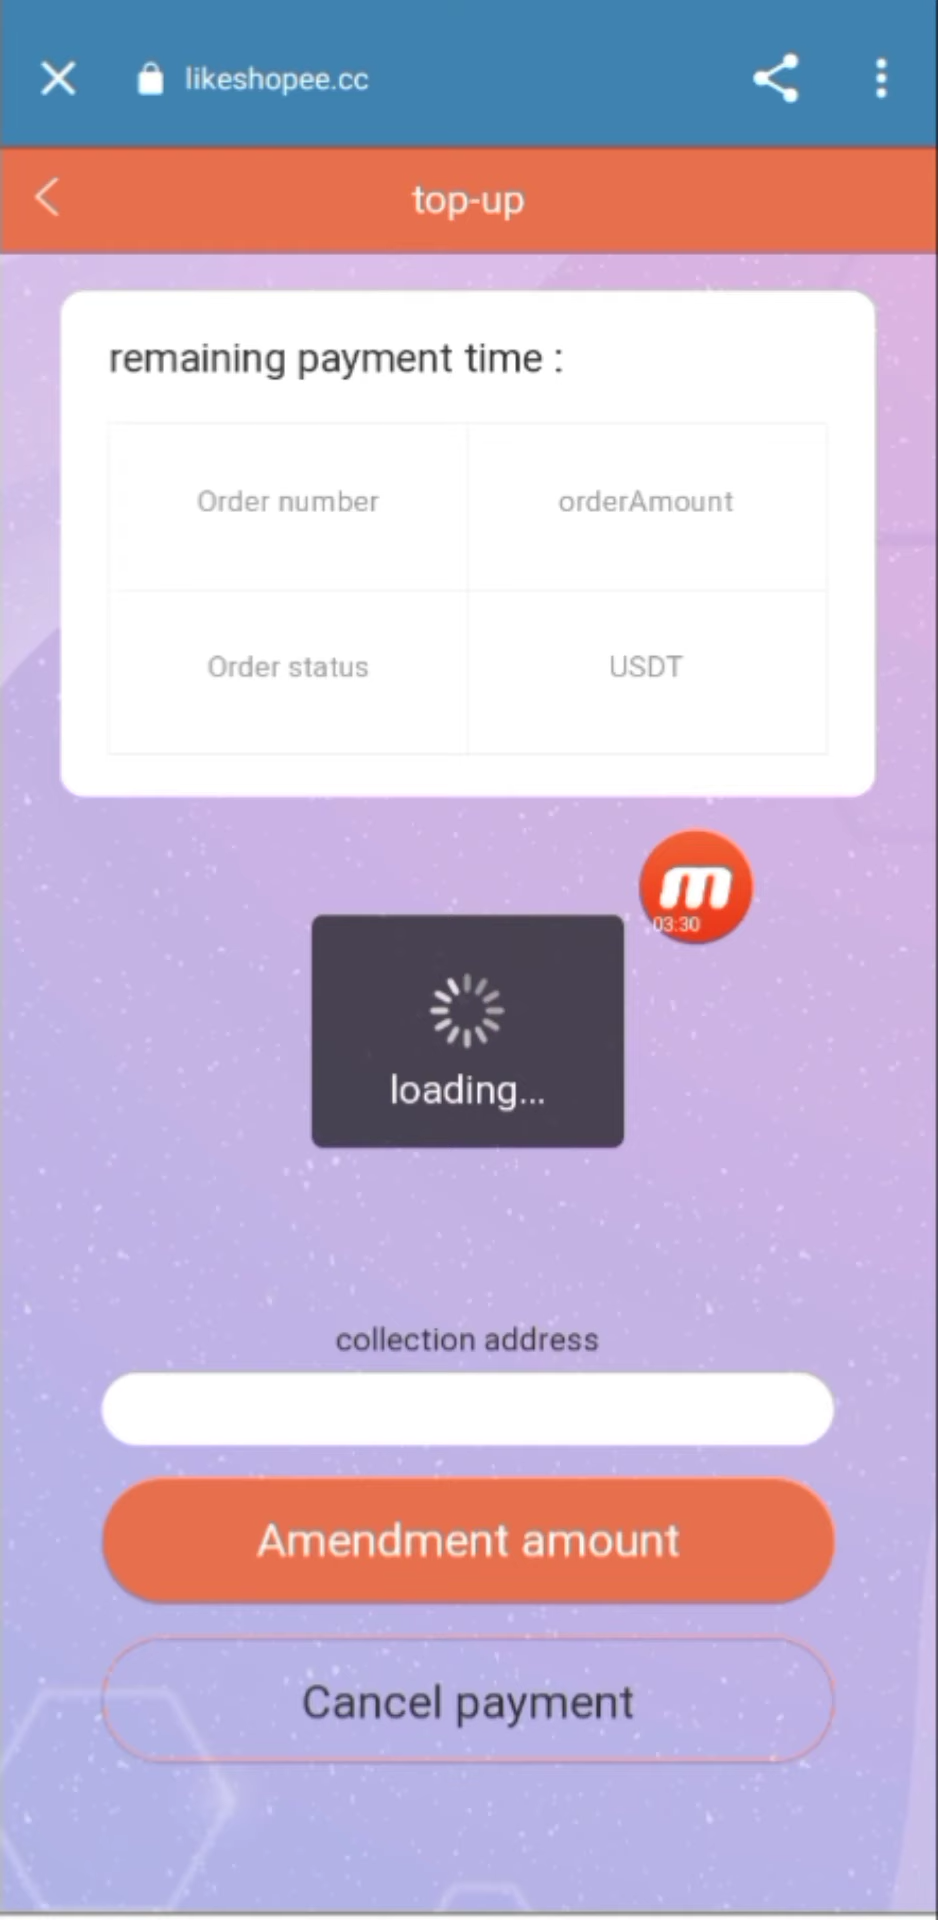 likeshopee.cc
top-up
remaining payment time :
Order number
orderAmount
Order status
USDT
m
03:30
loading...
collection address
Amendment amount
Cancel payment